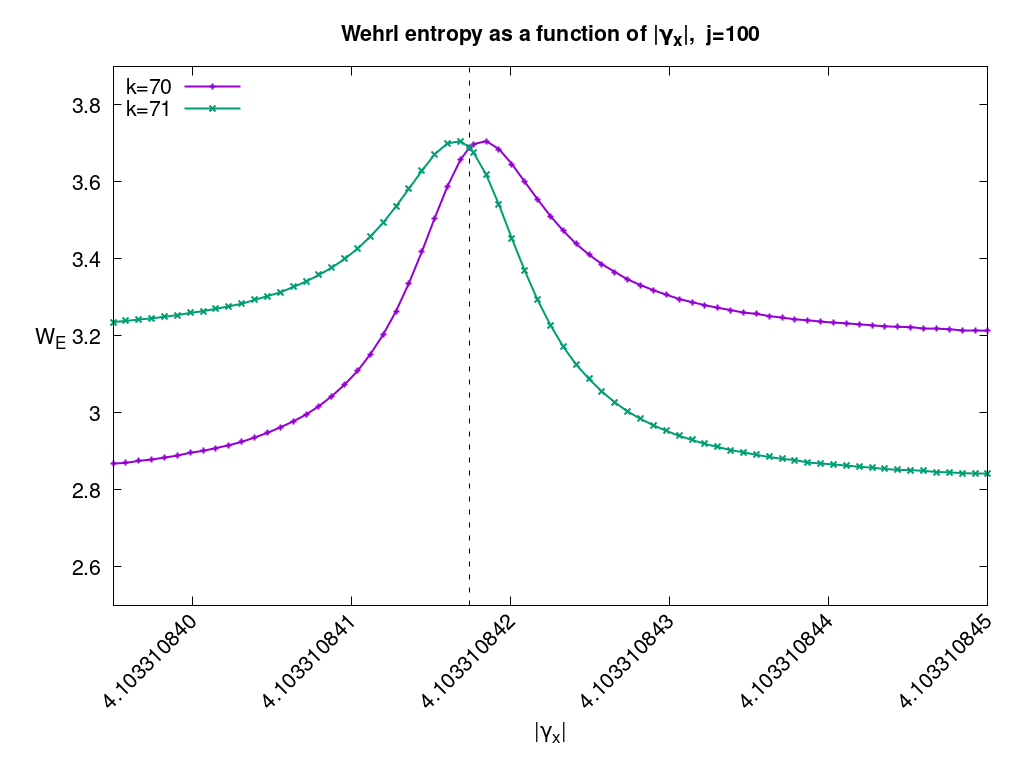 Wehrl entropy as a function of |γₓ|, j=100
k=70
k=71
3.8
3.6
3.4
3.2
3
2.8
2.6
W_E
4.103310840
4.103310841
4.103310842
4.103310843
4.103310844
4.103310845
|γₓ|